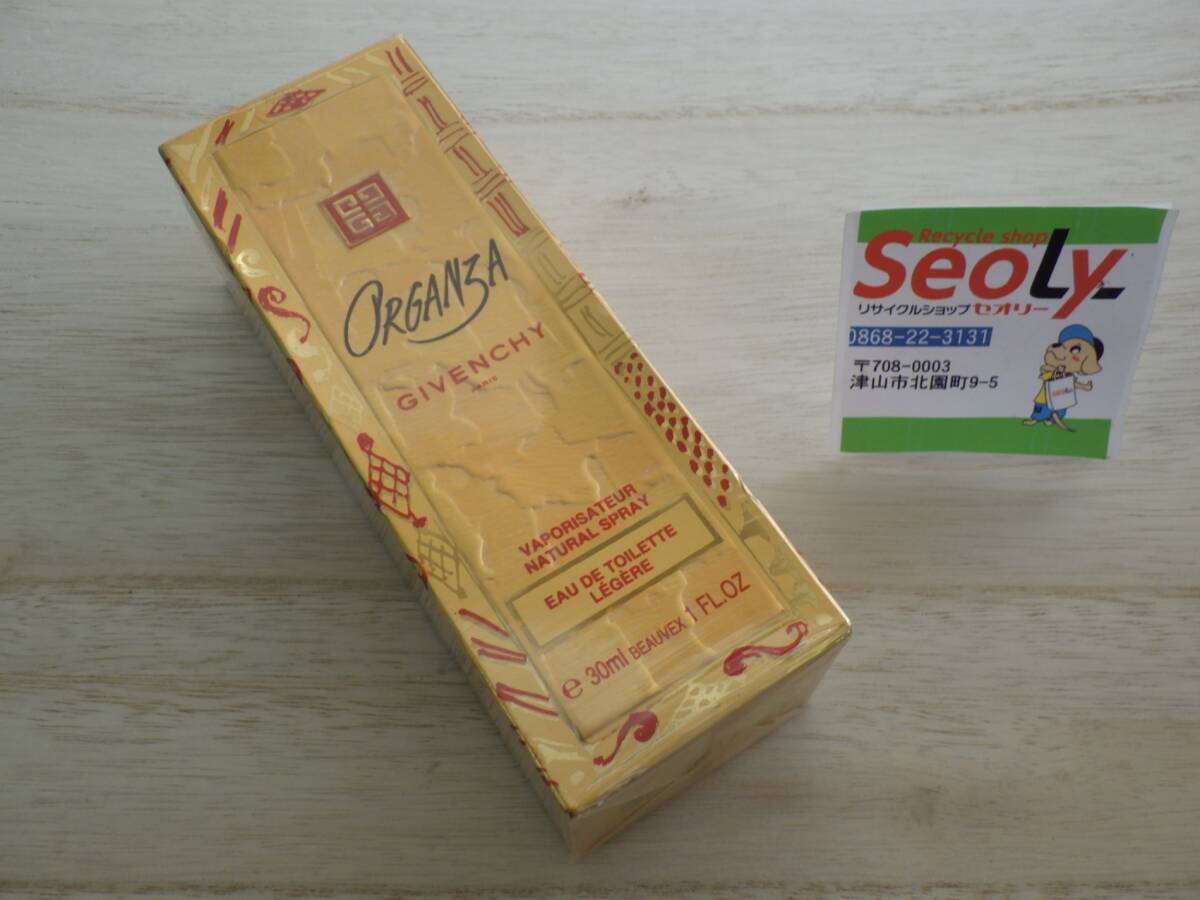 ORGANZA
GIVENCHY
PARIS
VAPORISATEUR
NATURAL SPRAY
EAU DE TOILETTE
LÉGÈRE
e 30ml BEAUVEX 1 FL.OZ
Recycle shop
SeoLy
リサイクルショップ セオリー
0868-22-3131
〒708-0003
津山市北園町9-5